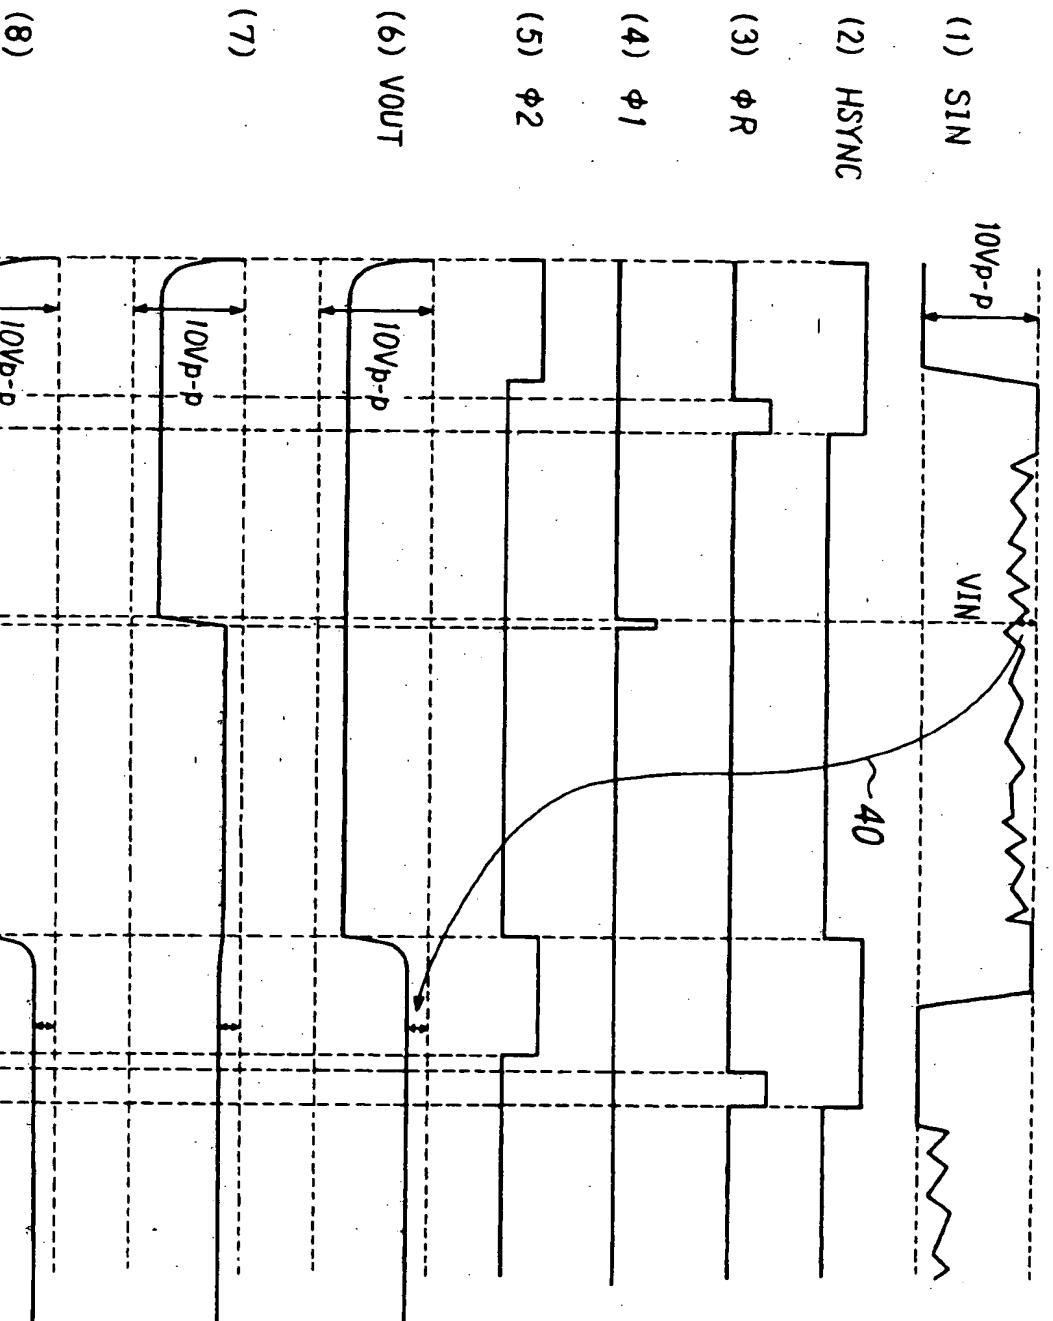 (1) SIN
10Vp-p
VIN
(2) HSYNC
40
(3) φR
(4) φ1
(5) φ2
(6) VOUT
10Vp-p
(7)
10Vp-p
(8)
10Vp-p